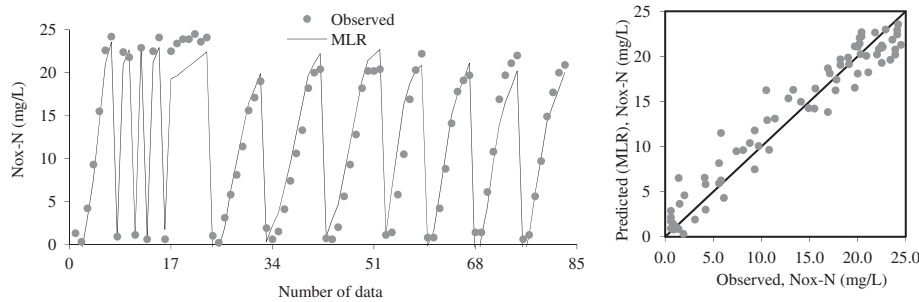 Observed
MLR
Nox-N (mg/L)
25
20
15
10
5
0
0 17 34 51 68 85
Number of data
Predicted (MLR), Nox-N (mg/L)
25
20
15
10
5
0
0.0 5.0 10.0 15.0 20.0 25.0
Observed, Nox-N (mg/L)